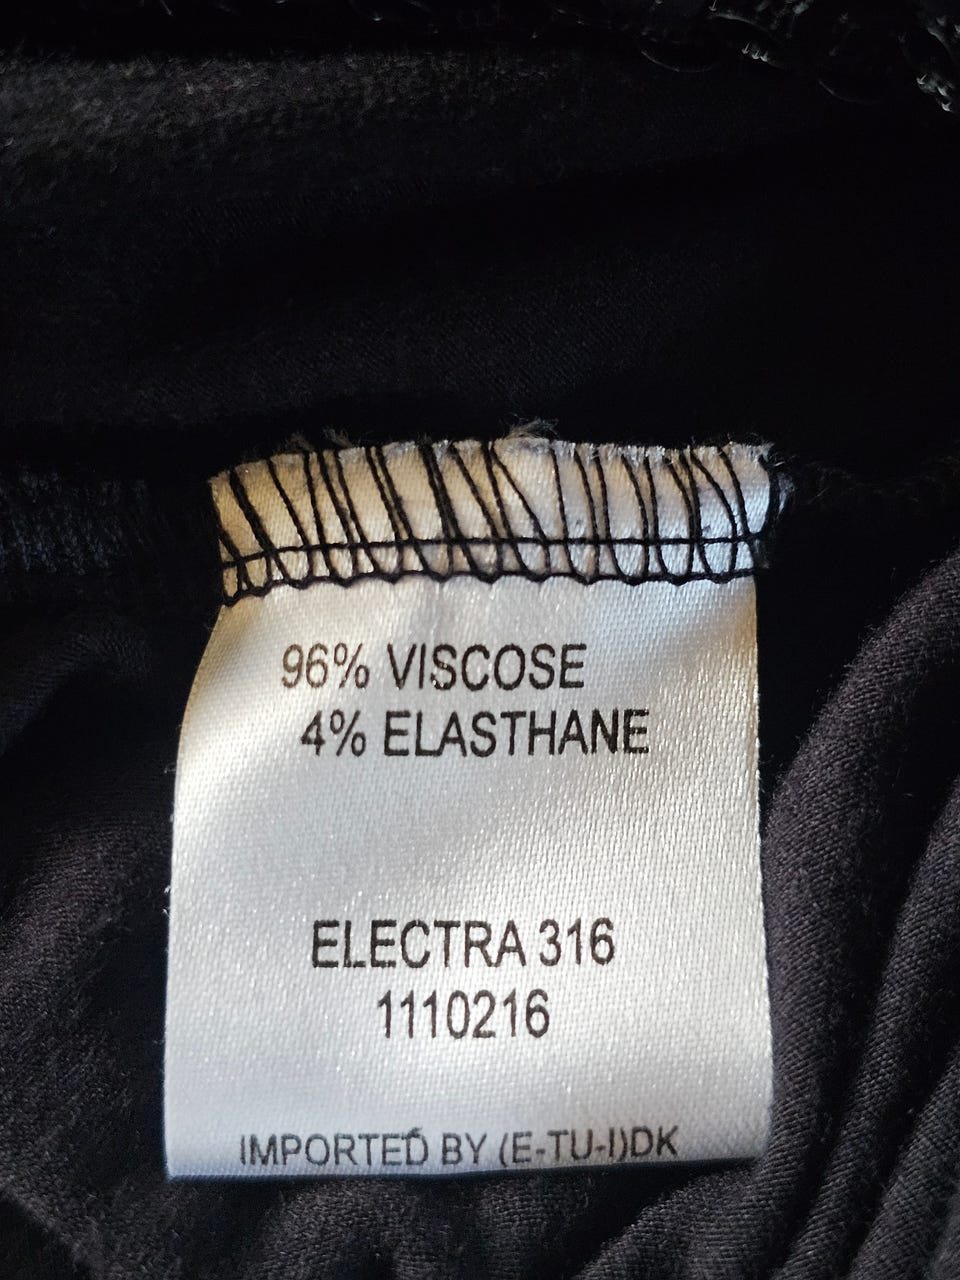 96% VISCOSE
4% ELASTHANE
ELECTRA 316
1110216
IMPORTED BY (E-TU-I)DK